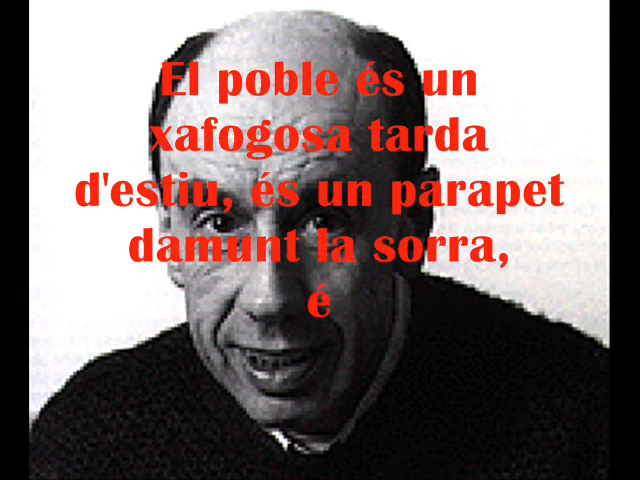 El poble és un
xafogosa tarda
d'estiu, és un parapet
damunt la sorra,
é